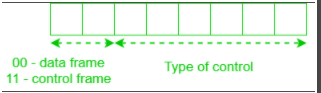 00 - data frame
11 - control frame
Type of control